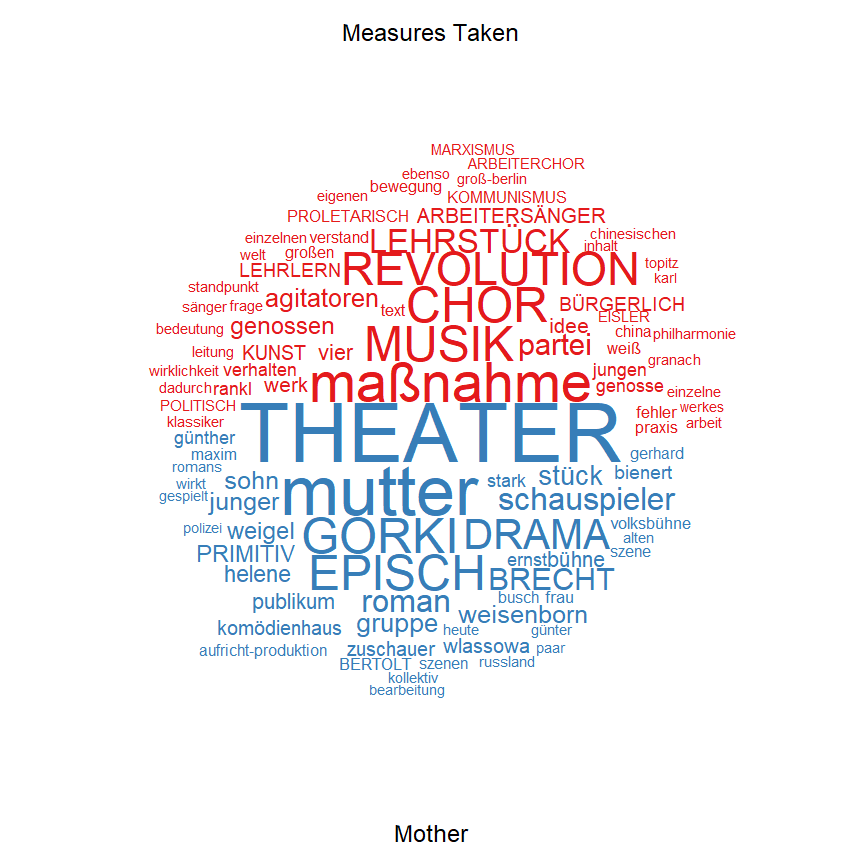 Measures Taken
MARXISMUS
ARBEITERCHOR
ebenso groß-berlin
bewegung
eigenen KOMMUNISMUS
PROLETARISCH ARBEITERSÄNGER
einzelnen verstand LEHRSTÜCK chinesischen
inhalt
welt großen
LEHRLERN REVOLUTION topitz
karl
standpunkt
agitatoren CHOR BÜRGERLICH
sänger frage text
EISLER
bedeutung genossen MUSIK idee china philharmonie
leitung KUNST vier partei weiß
granach
wirklichkeit verhalten maßnahme jungen
dadurch rankl werk genosse einzelne
POLITISCH fehler werkes
klassiker praxis arbeit
THEATER
günther
maxim gerhard
romans
sohn mutter stark stück bienert
wirkt
gespielt junger schauspieler
polizei weigel GORKI DRAMA volksbühne
alten
PRIMITIV szene
helene EPISCH ernst bühne
BRECHT
publikum roman busch frau
weisenborn
komödienhaus gruppe heute günter
aufricht-produktion zuschauer wlassowa paar
BERTOLT szenen russland
kollektiv
bearbeitung
Mother